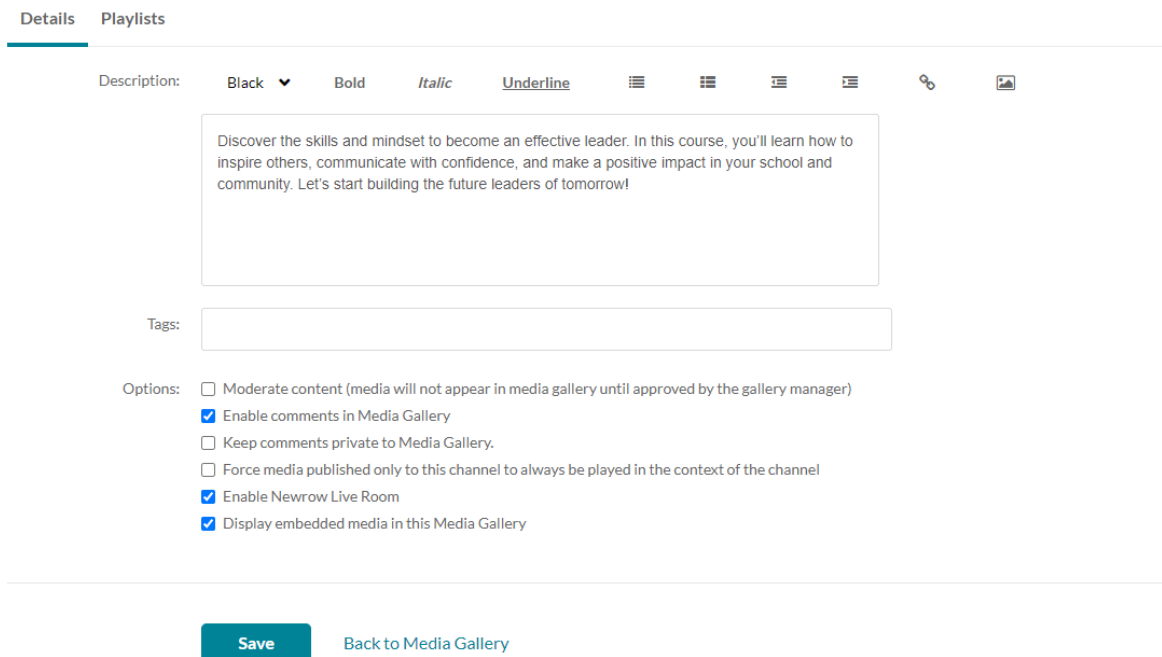 Details Playlists
Description: Black Bold Italic Underline
Discover the skills and mindset to become an effective leader. In this course, you'll learn how to
inspire others, communicate with confidence, and make a positive impact in your school and
community. Let's start building the future leaders of tomorrow!
Tags:
Options: Moderate content (media will not appear in media gallery until approved by the gallery manager)
Enable comments in Media Gallery
Keep comments private to Media Gallery.
Force media published only to this channel to always be played in the context of the channel
Enable Newrow Live Room
Display embedded media in this Media Gallery
Save Back to Media Gallery